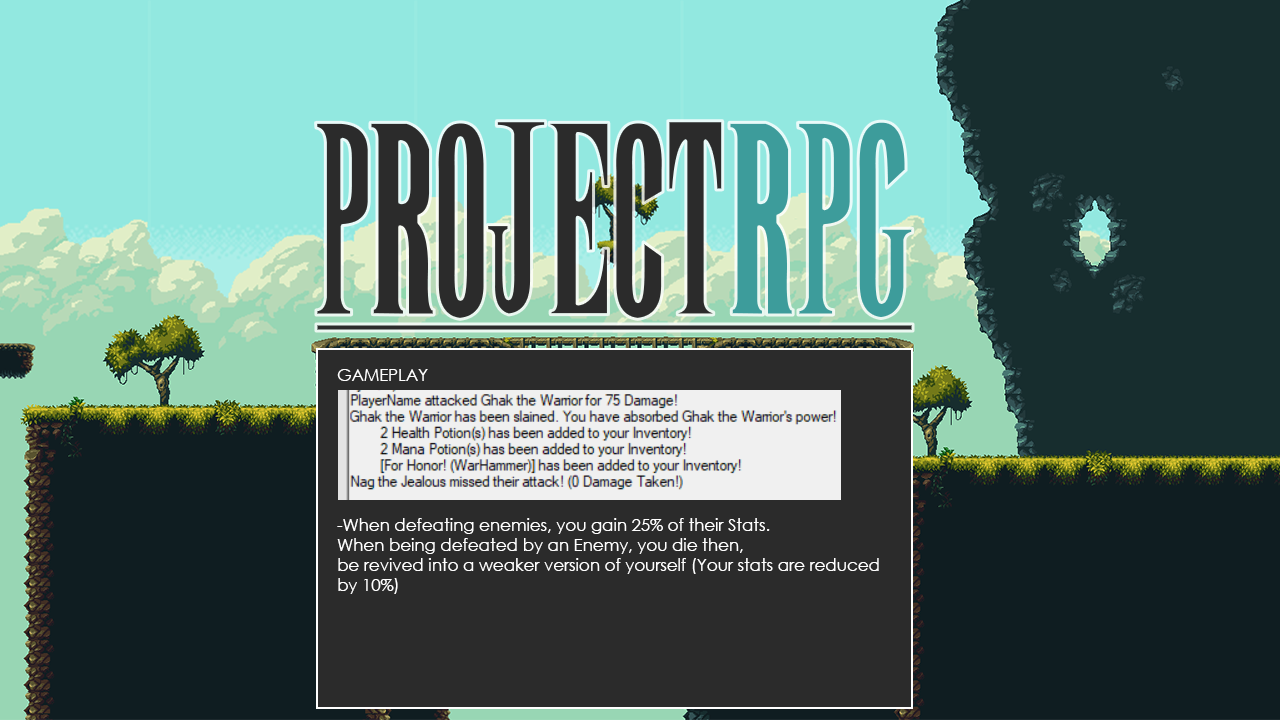 PROJECTRPG
GAMEPLAY
PlayerName attacked Ghak the Warrior for 75 Damage!
Ghak the Warrior has been slained. You have absorbed Ghak the Warrior's power!
2 Health Potion(s) has been added to your Inventory!
2 Mana Potion(s) has been added to your Inventory!
[For Honor! (WarHammer)] has been added to your Inventory!
Nag the Jealous missed their attack! (0 Damage Taken!)
-When defeating enemies, you gain 25% of their Stats.
When being defeated by an Enemy, you die then,
be revived into a weaker version of yourself (Your stats are reduced
by 10%)